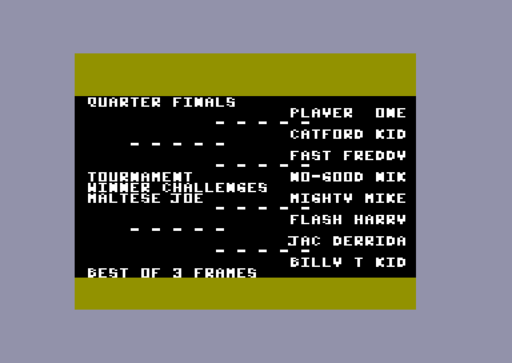 QUARTER FINALS
PLAYER ONE
- - - - -
CATFORD KID
- - - - -
FAST FREDDY
- - - - -
TOURNAMENT NO-GOOD NIK
WINNER CHALLENGES
MALTESE JOE MIGHTY MIKE
- - - - -
FLASH HARRY
- - - - -
JAC DERRIDA
- - - - -
BILLY T KID
BEST OF 3 FRAMES